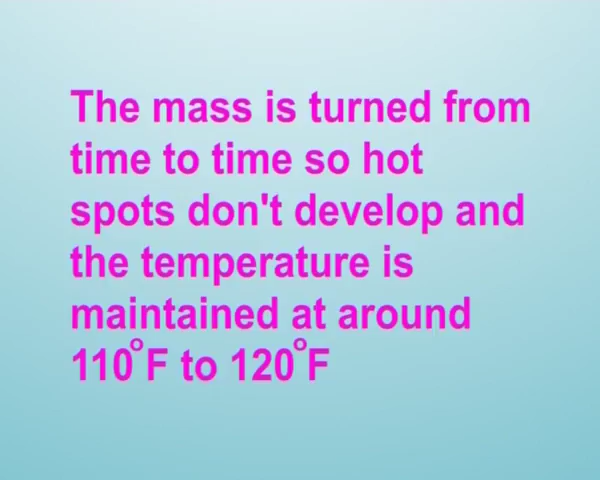 The mass is turned from
time to time so hot
spots don't develop and
the temperature is
maintained at around
110°F to 120°F